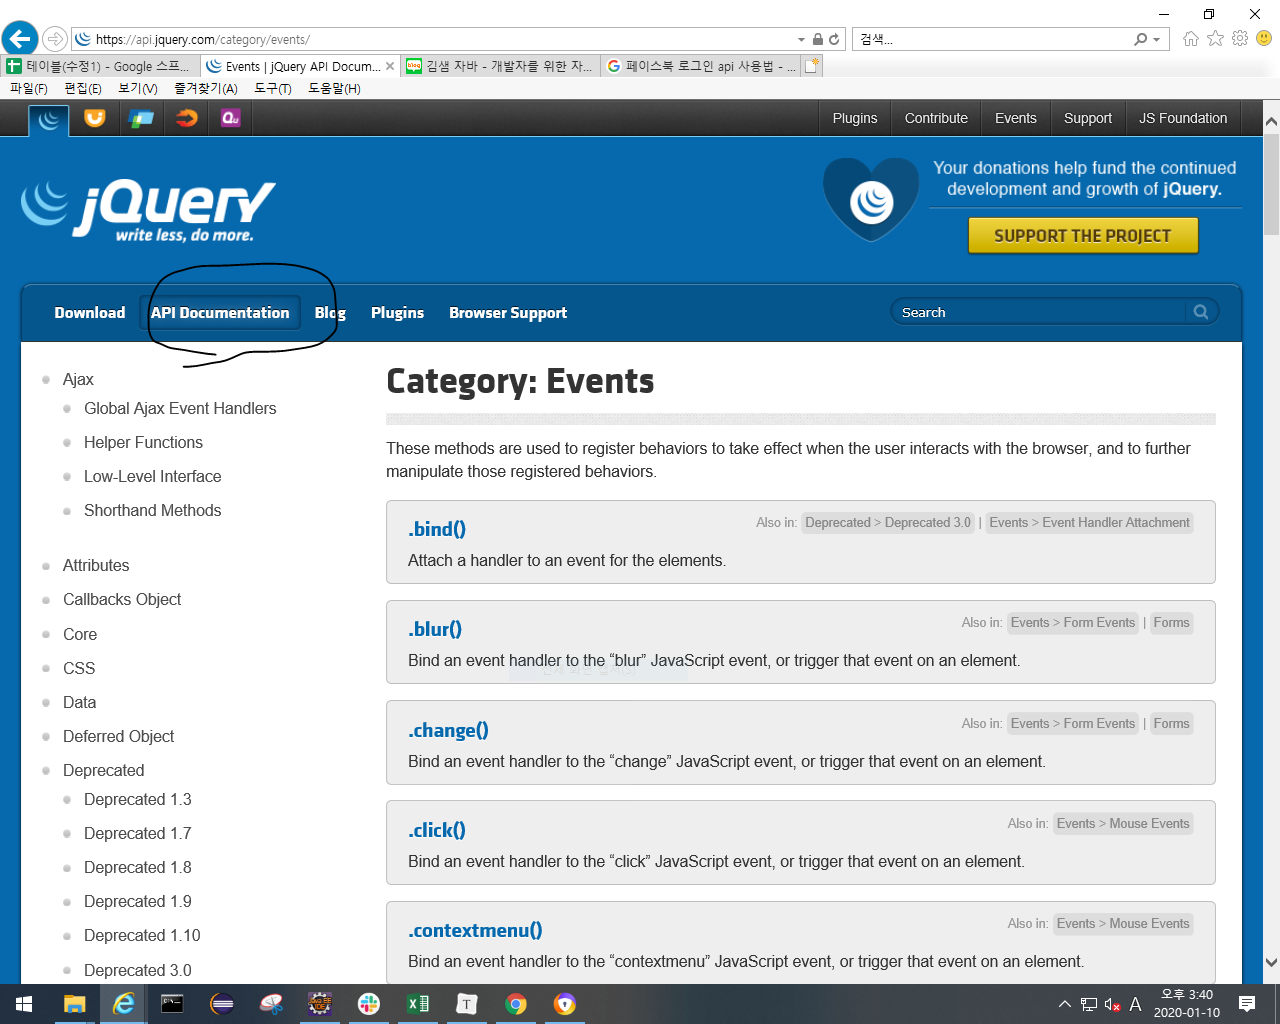 https://api.jquery.com/category/events/
검색...
테이블(수정1) - Google 스프...
Events | jQuery API Docum...
김샘 자바 - 개발자를 위한 자...
페이스북 로그인 api 사용법 - ...
파일(F) 편집(E) 보기(V) 즐겨찾기(A) 도구(T) 도움말(H)
Plugins Contribute Events Support JS Foundation
jQuery
write less, do more.
Your donations help fund the continued
development and growth of jQuery.
SUPPORT THE PROJECT
Download API Documentation Blog Plugins Browser Support
Search
Ajax
Global Ajax Event Handlers
Helper Functions
Low-Level Interface
Shorthand Methods
Attributes
Callbacks Object
Core
CSS
Data
Deferred Object
Deprecated
Deprecated 1.3
Deprecated 1.7
Deprecated 1.8
Deprecated 1.9
Deprecated 1.10
Deprecated 3.0
Category: Events
These methods are used to register behaviors to take effect when the user interacts with the browser, and to further
manipulate those registered behaviors.
.bind()
Also in: Deprecated > Deprecated 3.0 | Events > Event Handler Attachment
Attach a handler to an event for the elements.
.blur()
Also in: Events > Form Events | Forms
Bind an event handler to the “blur” JavaScript event, or trigger that event on an element.
.change()
Also in: Events > Form Events | Forms
Bind an event handler to the “change” JavaScript event, or trigger that event on an element.
.click()
Also in: Events > Mouse Events
Bind an event handler to the “click” JavaScript event, or trigger that event on an element.
.contextmenu()
Also in: Events > Mouse Events
Bind an event handler to the “contextmenu” JavaScript event, or trigger that event on an element.
A
오후 3:40
2020-01-10